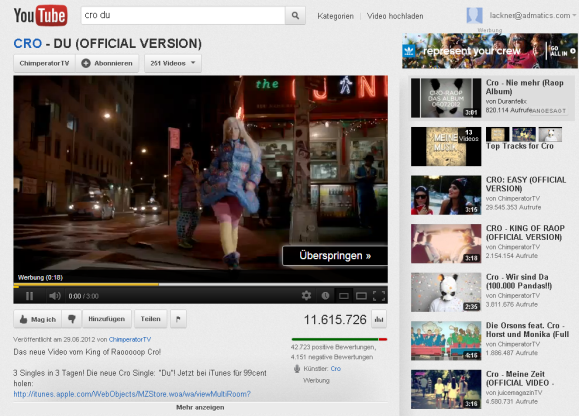 YouTube
cro du
Kategorien
Video hochladen
lackner@admatics.com
Werbung
CRO - DU (OFFICIAL VERSION)
ChimperatorTV
Abonnieren
251 Videos
represent your crew
ALL IN
the
Überspringen »
Werbung (0:18)
0:00 / 3:00
Mag ich
Hinzufügen
Teilen
11.615.726
Veröffentlicht am 29.06.2012 von ChimperatorTV
Das neue Video vom King of Raooooop Cro!
3 Singles in 3 Tagen! Die neue Cro Single: "Du"! Jetzt bei iTunes für 99cent
holen:
http://itunes.apple.com/WebObjects/MZStore.woa/wa/viewMultiRoom?
Mehr anzeigen
42.723 positive Bewertungen,
4.151 negative Bewertungen
Künstler: Cro
Werbung
Cro - Nie mehr (Raop
Album)
von Duranfelix
820.114 Aufrufe ANGESAGT
3:01
CRO-RAOP
DAS ALBUM
MEINE
MUSIK
13
Videos
Top Tracks for Cro
CRO: EASY (OFFICIAL
VERSION)
von ChimperatorTV
29.545.353 Aufrufe
3:15
CRO - KING OF RAOP
(OFFICIAL VERSION)
von ChimperatorTV
2.154.154 Aufrufe
3:18
Cro - Wir sind Da
(100.000 Pandas!!)
von ChimperatorTV
3.811.676 Aufrufe
2:35
Die Orsons feat. Cro -
Horst und Monika (Full
von ChimperatorTV
1.886.487 Aufrufe
4:15
Cro - Meine Zeit
(OFFICIAL VIDEO -
von juicemagazinTV
4.580.731 Aufrufe
3:16